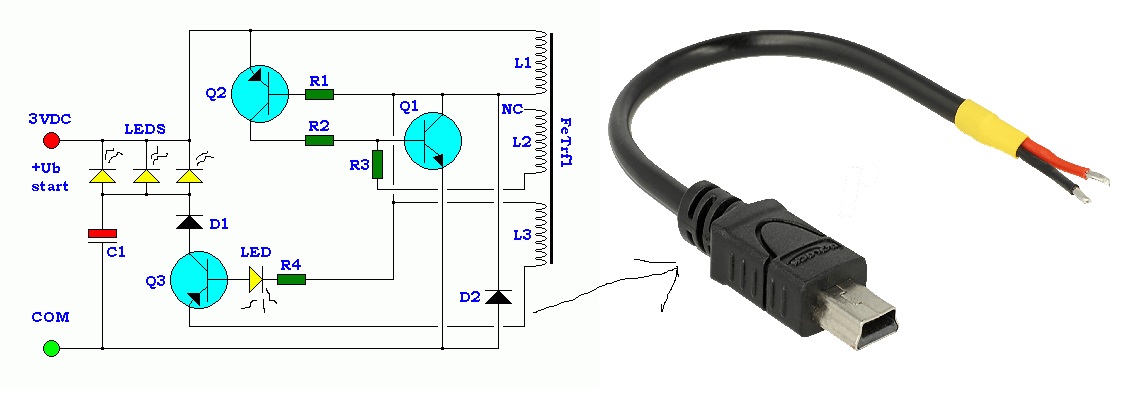 L1
Q2
R1
Q1
NC
3VDC
LEDS
R2
L2
FeTrf1
+Ub
start
R3
D1
L3
C1
LED
R4
Q3
D2
COM